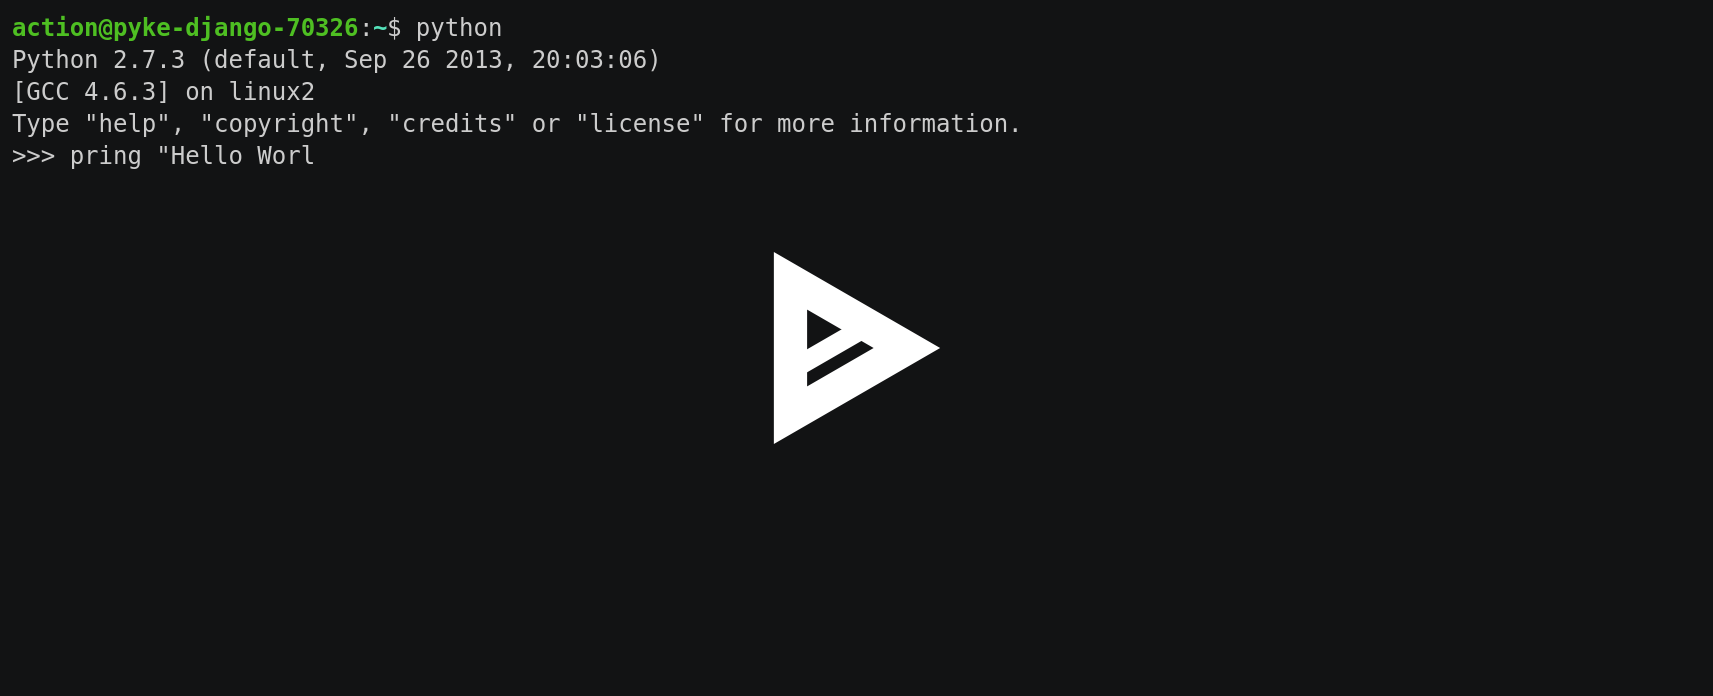 action@pyke-django-70326:~$ python
Python 2.7.3 (default, Sep 26 2013, 20:03:06)
[GCC 4.6.3] on linux2
Type "help", "copyright", "credits" or "license" for more information.
>>> pring "Hello Worl